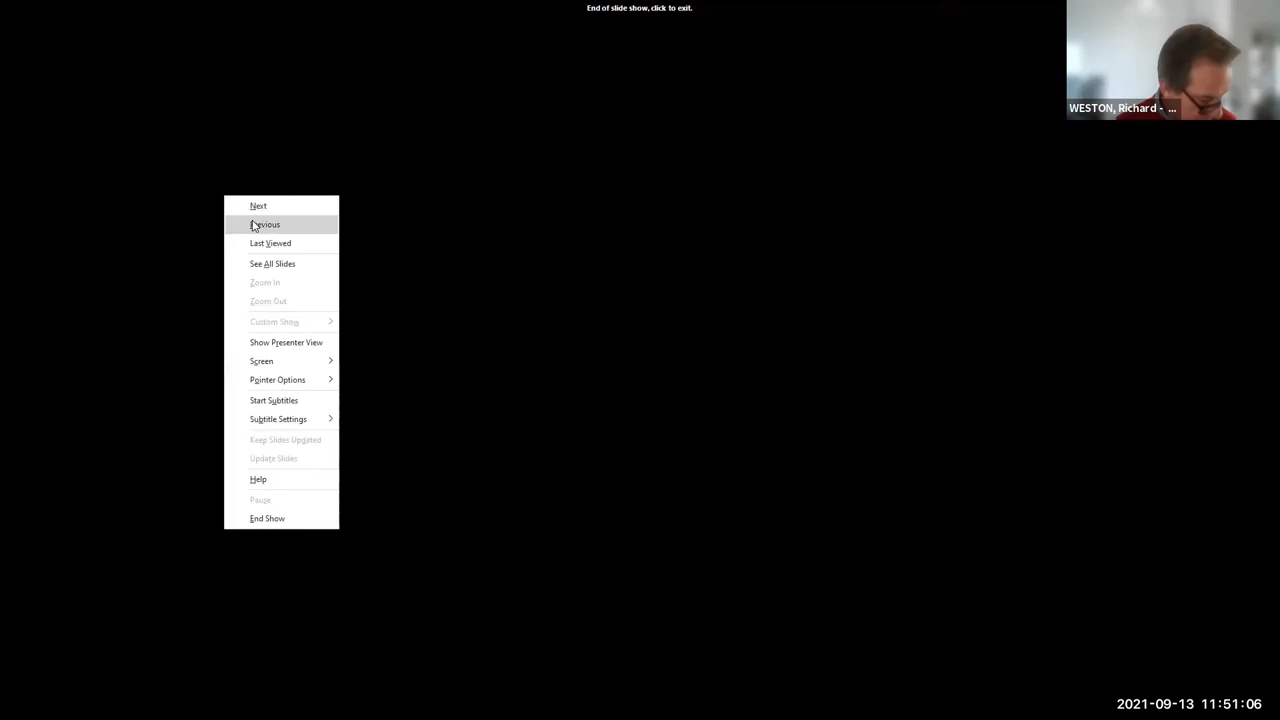 End of slide show, click to exit.
WESTON, Richard - ...
Next
Previous
Last Viewed
See All Slides
Zoom In
Zoom Out
Custom Show
Show Presenter View
Screen
Pointer Options
Start Subtitles
Subtitle Settings
Keep Slides Updated
Update Slides
Help
Pause
End Show
2021-09-13 11:51:06